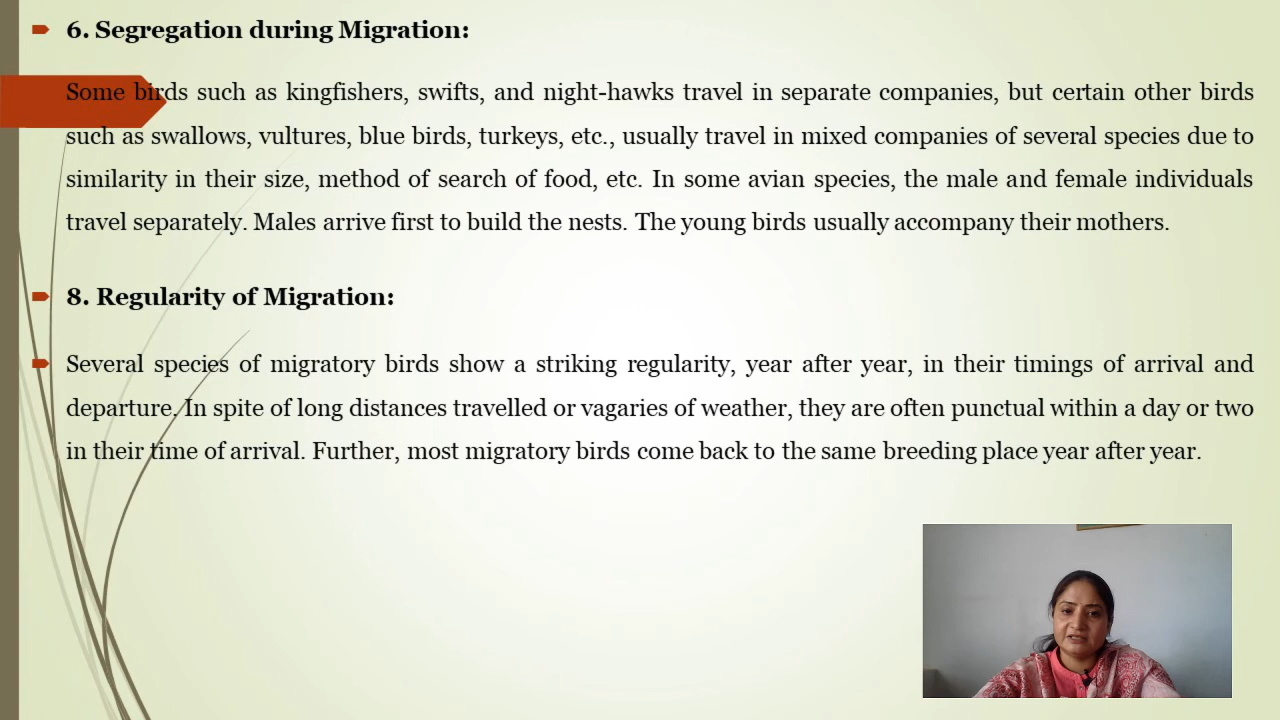 6. Segregation during Migration:
Some birds such as kingfishers, swifts, and night-hawks travel in separate companies, but certain other birds
such as swallows, vultures, blue birds, turkeys, etc., usually travel in mixed companies of several species due to
similarity in their size, method of search of food, etc. In some avian species, the male and female individuals
travel separately. Males arrive first to build the nests. The young birds usually accompany their mothers.
8. Regularity of Migration:
Several species of migratory birds show a striking regularity, year after year, in their timings of arrival and
departure. In spite of long distances travelled or vagaries of weather, they are often punctual within a day or two
in their time of arrival. Further, most migratory birds come back to the same breeding place year after year.